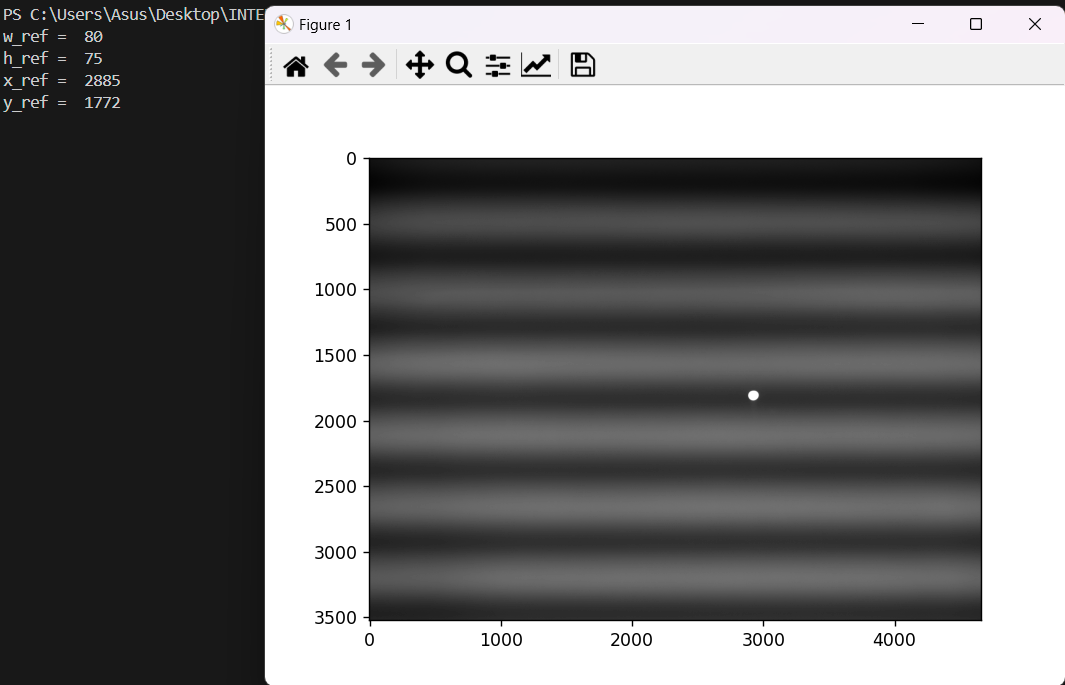 PS C:\Users\Asus\Desktop\INTE
w_ref =  80
h_ref =  75
x_ref =  2885
y_ref =  1772
Figure 1
0
500
1000
1500
2000
2500
3000
3500
0 1000 2000 3000 4000